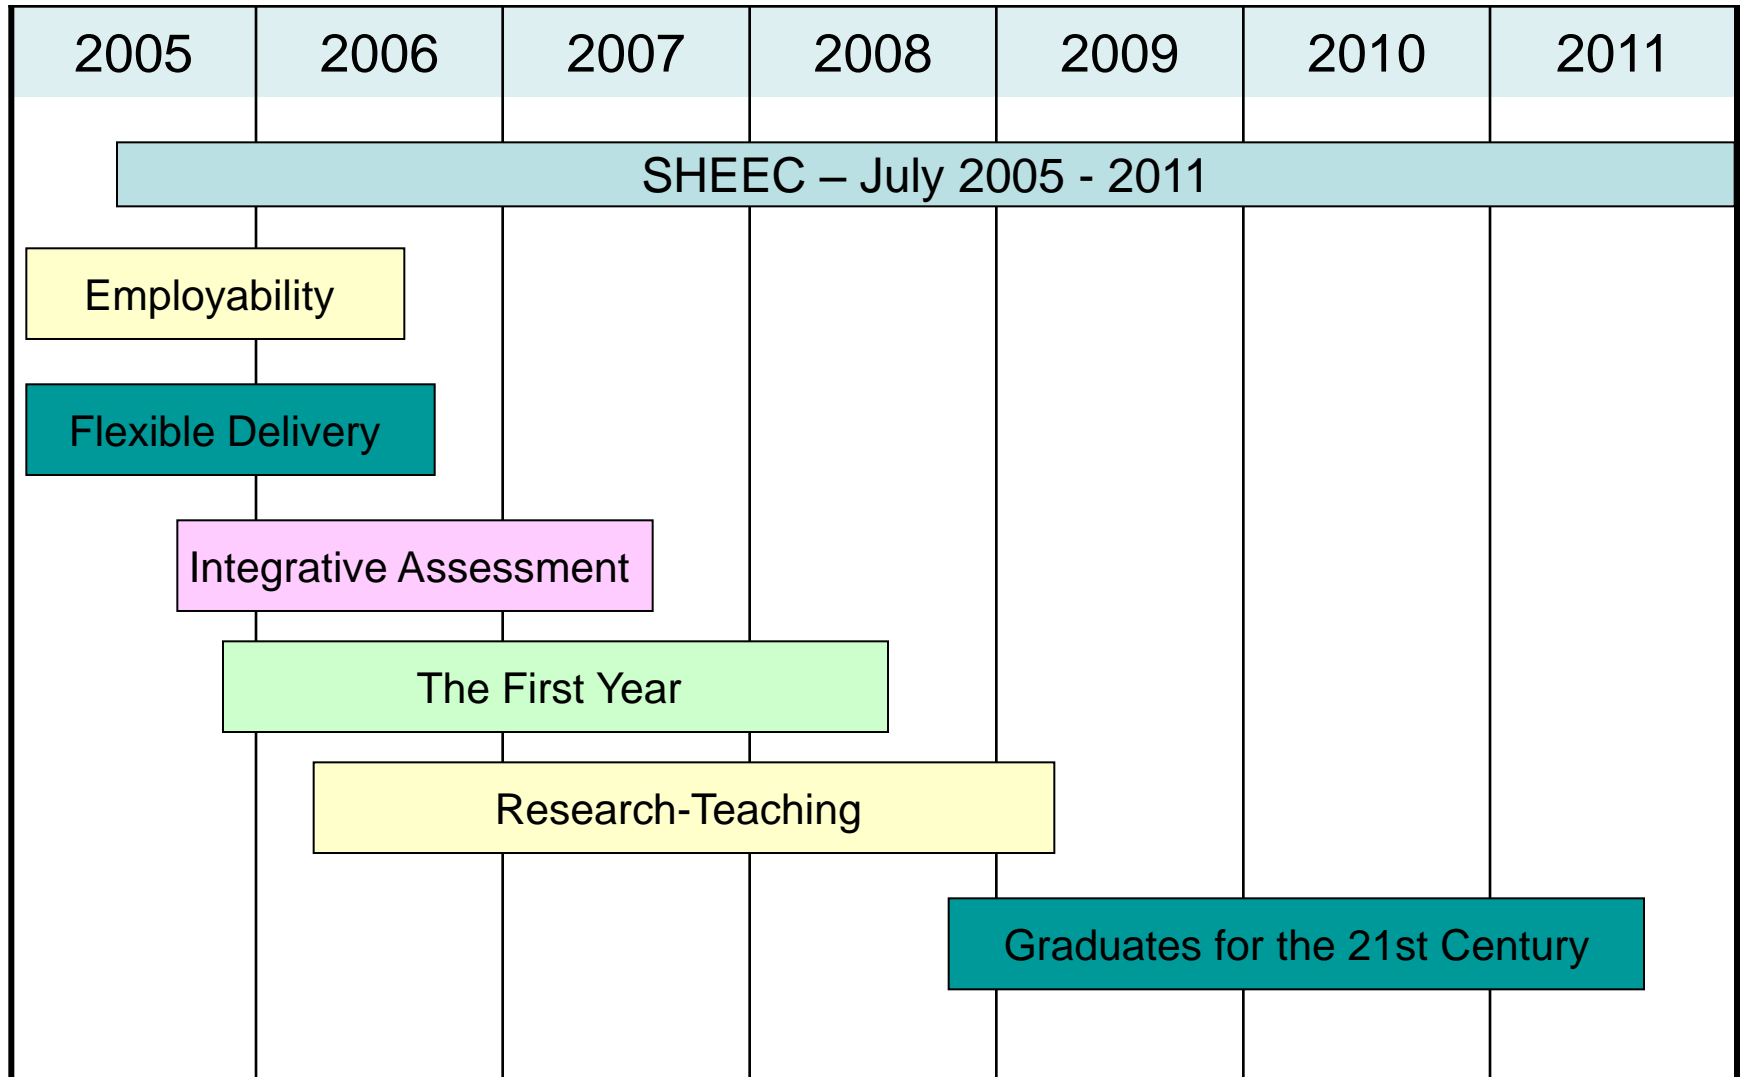 2005 2006 2007 2008 2009 2010 2011
SHEEC – July 2005 - 2011
Employability
Flexible Delivery
Integrative Assessment
The First Year
Research-Teaching
Graduates for the 21st Century